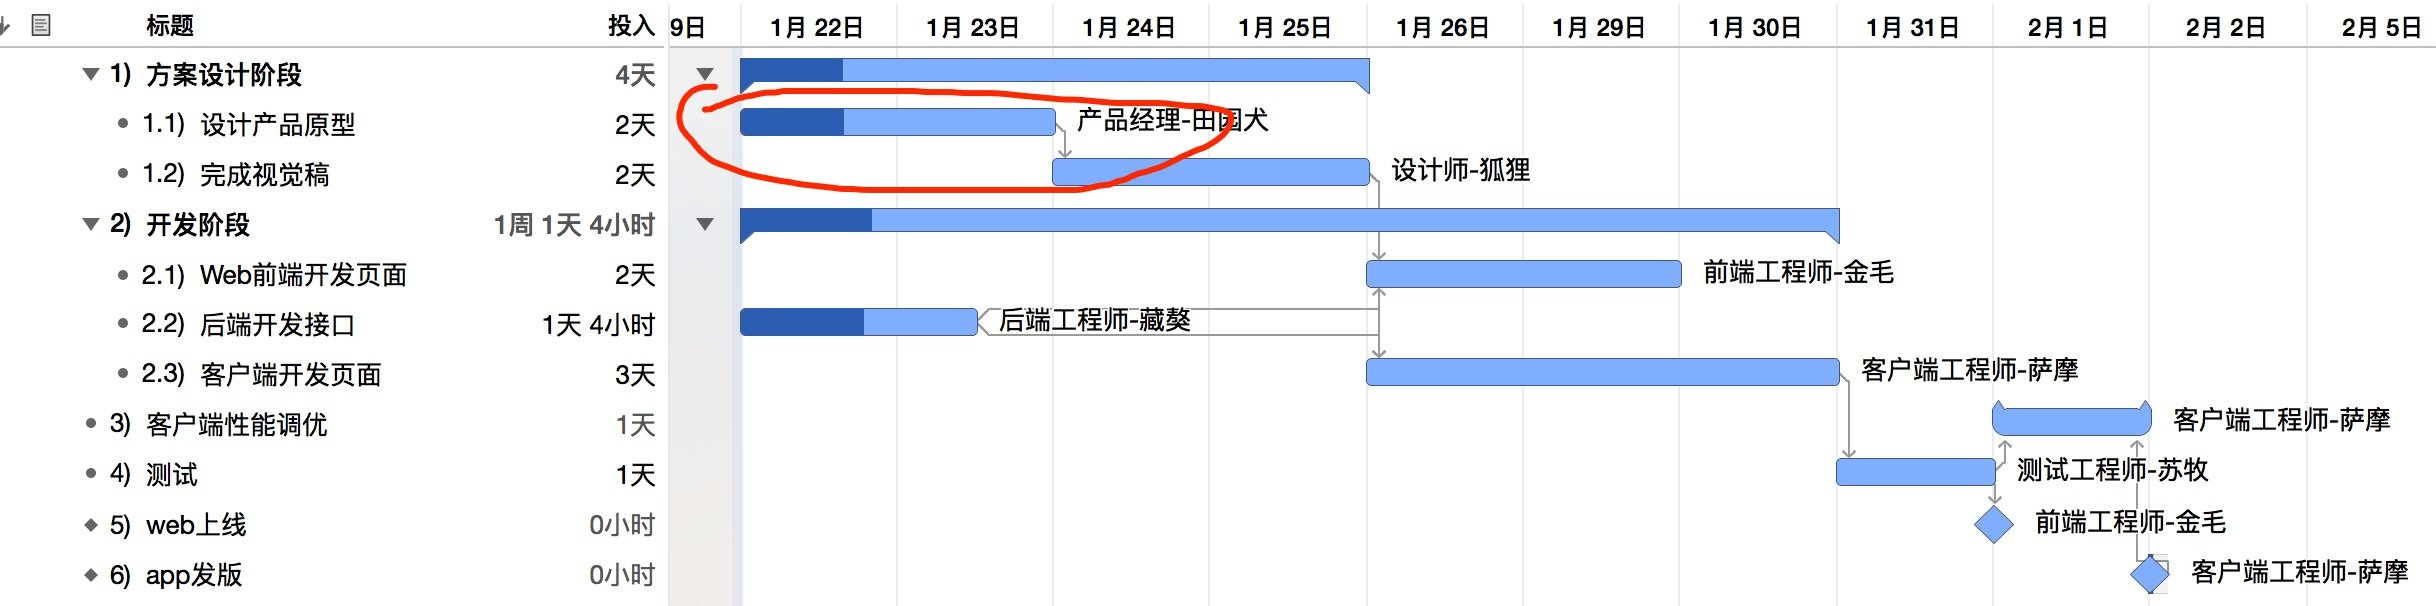 标题 投入 9日 1月 22日 1月 23日 1月 24日 1月 25日 1月 26日 1月 29日 1月 30日 1月 31日 2月 1日 2月 2日 2月 5日
1) 方案设计阶段 4天
1.1) 设计产品原型 2天 产品经理-田园犬
1.2) 完成视觉稿 2天 设计师-狐狸
2) 开发阶段 1周 1天 4小时
2.1) Web前端开发页面 2天 前端工程师-金毛
2.2) 后端开发接口 1天 4小时 后端工程师-藏獒
2.3) 客户端开发页面 3天 客户端工程师-萨摩
3) 客户端性能调优 1天 客户端工程师-萨摩
4) 测试 1天 测试工程师-苏牧
5) web上线 0小时 前端工程师-金毛
6) app发版 0小时 客户端工程师-萨摩